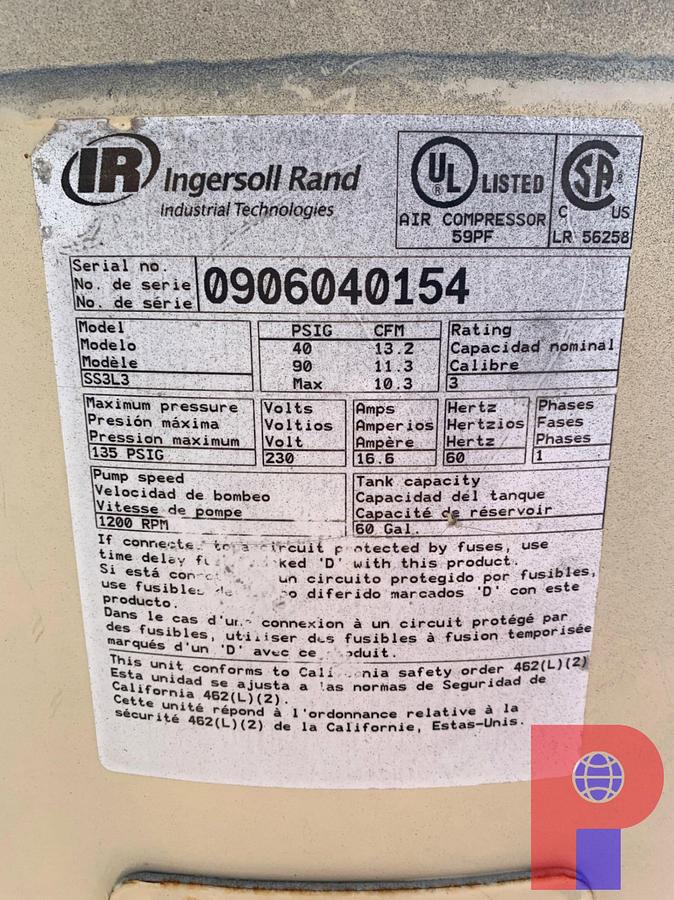 IR Ingersoll Rand
Industrial Technologies
UL® LISTED
AIR COMPRESSOR
59PF
SA®
C US
LR 56258
Serial no.
No. de serie
No. de série
0906040154
Model
Modelo
Modèle
SS3L3
PSIG CFM
40 13.2
90 11.3
Max 10.3
Rating
Capacidad nominal
Calibre
3
Maximum pressure
Presión máxima
Pression maximum
135 PSIG
Volts
Voltios
Volt
230
Amps
Amperios
Ampère
16.6
Hertz
Hertzios
Hertz
60
Phases
Fases
Phases
1
Pump speed
Velocidad de bombeo
Vitesse de pompe
1200 RPM
Tank capacity
Capacidad del tanque
Capacité de réservoir
60 Gal.
If connected to a circuit protected by fuses, use
time delay 'D' with this product.
Si está un circuito protegido por fusibles,
use fusibles diferido marcados 'D' con este
producto.
Dans le cas d'une connexion à un circuit protégé par
des fusibles, utiliser des fusibles à fusion temporisée
marqués d'un 'D' avec ce produit.
This unit conforms to California safety order 462(L)(2)
Esta unidad se ajusta a las normas de Seguridad de
California 462(L)(2).
Cette unité répond à l'ordonnance relative à la
sécurité 462(L)(2) de la Californie, Estas-Unis.
P